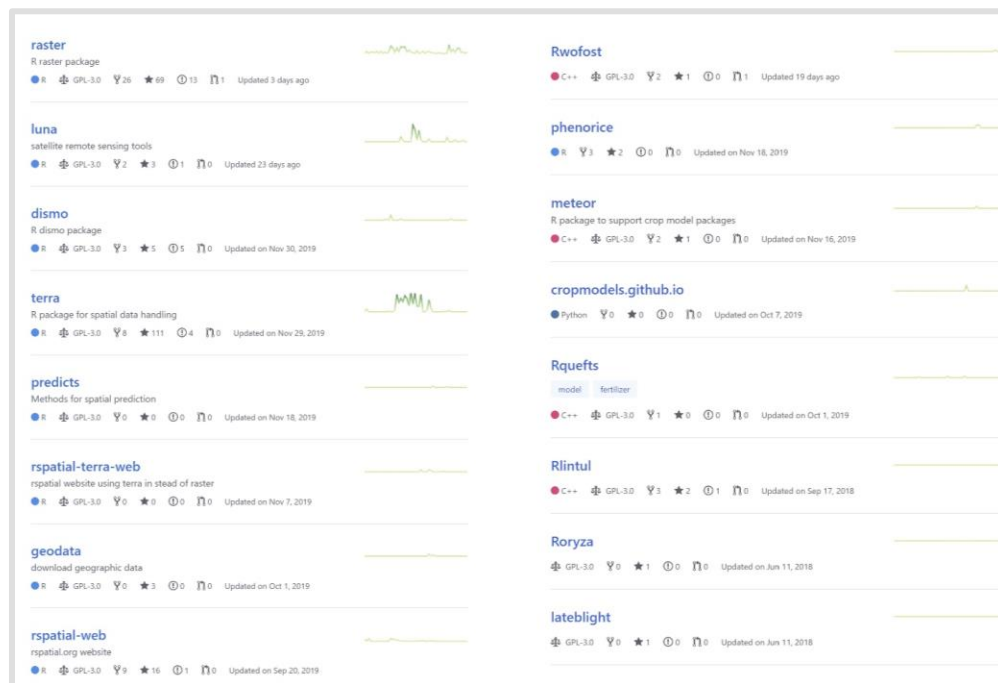 raster
R raster package
R GPL-3.0 26 69 13 1 Updated 3 days ago
luna
satellite remote sensing tools
R GPL-3.0 2 3 1 0 Updated 23 days ago
dismo
R dismo package
R GPL-3.0 3 5 5 0 Updated on Nov 30, 2019
terra
R package for spatial data handling
R GPL-3.0 8 111 4 0 Updated on Nov 29, 2019
predicts
Methods for spatial prediction
R GPL-3.0 0 0 0 0 Updated on Nov 18, 2019
rspatial-terra-web
rspatial website using terra in stead of raster
R GPL-3.0 0 0 0 0 Updated on Nov 7, 2019
geodata
download geographic data
R GPL-3.0 0 3 0 0 Updated on Oct 1, 2019
rspatial-web
rspatial.org website
R GPL-3.0 9 16 1 0 Updated on Sep 20, 2019
Rwofost
C++ GPL-3.0 2 1 0 1 Updated 19 days ago
phenorice
R 3 2 0 0 Updated on Nov 18, 2019
meteor
R package to support crop model packages
C++ GPL-3.0 2 1 0 0 Updated on Nov 16, 2019
cropmodels.github.io
Python 0 0 0 0 Updated on Oct 7, 2019
Rquefts
model fertilizer
C++ GPL-3.0 1 0 0 0 Updated on Oct 1, 2019
Rlintul
C++ GPL-3.0 3 2 1 0 Updated on Sep 17, 2018
Roryza
GPL-3.0 0 1 0 0 Updated on Jun 11, 2018
lateblight
GPL-3.0 0 1 0 0 Updated on Jun 11, 2018